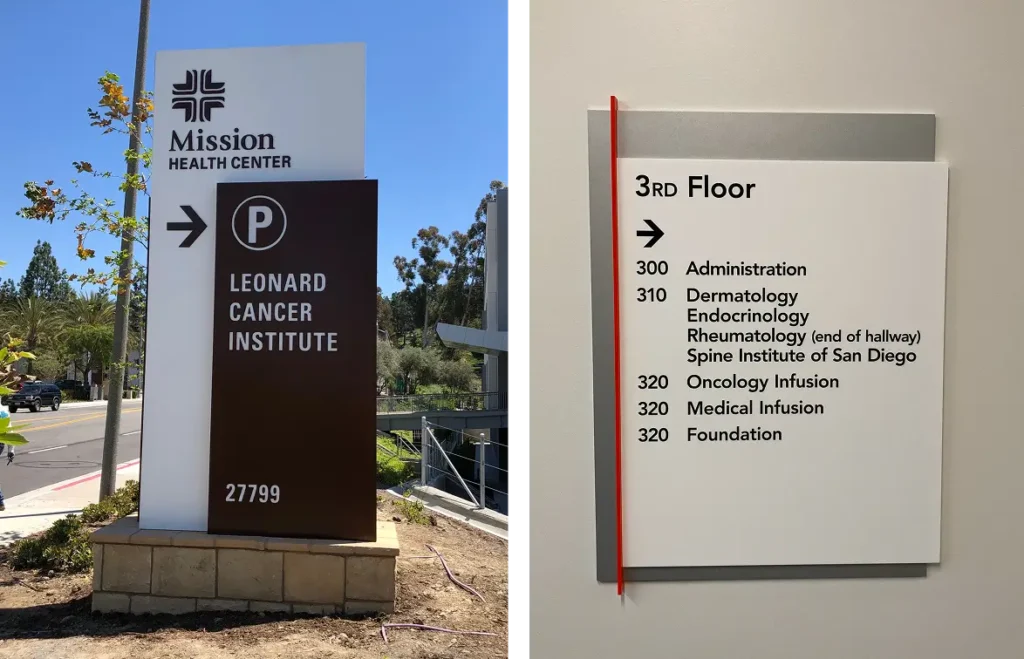 Mission
HEALTH CENTER
P
LEONARD
CANCER
INSTITUTE
27799
3RD Floor
300 Administration
310 Dermatology
Endocrinology
Rheumatology (end of hallway)
Spine Institute of San Diego
320 Oncology Infusion
320 Medical Infusion
320 Foundation